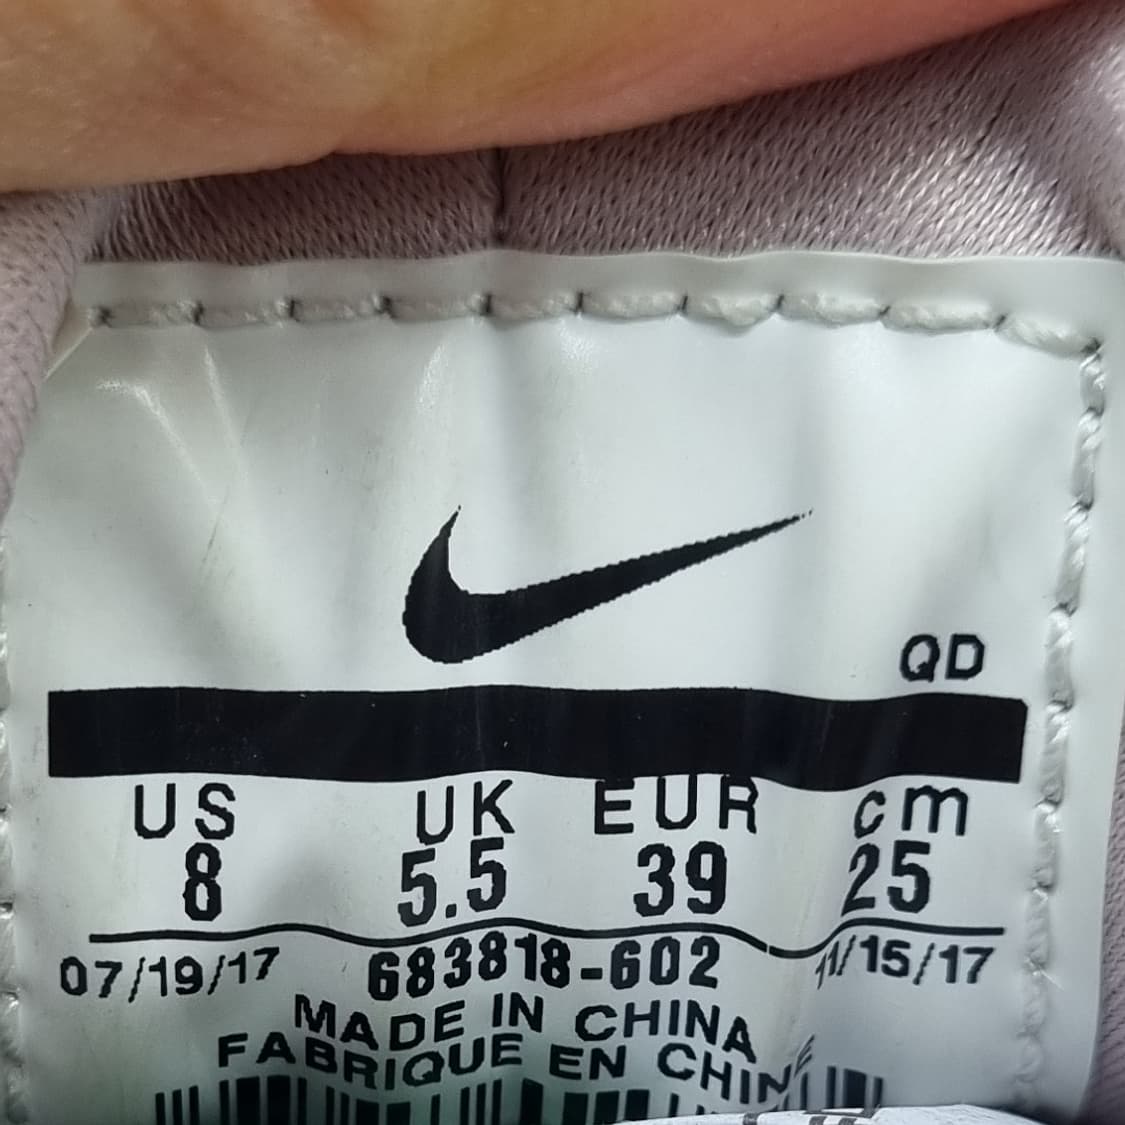 QD
US UK EUR cm
8 5.5 39 25
07/19/17 683818-602 11/15/17
MADE IN CHINA
FABRIQUE EN CHINE